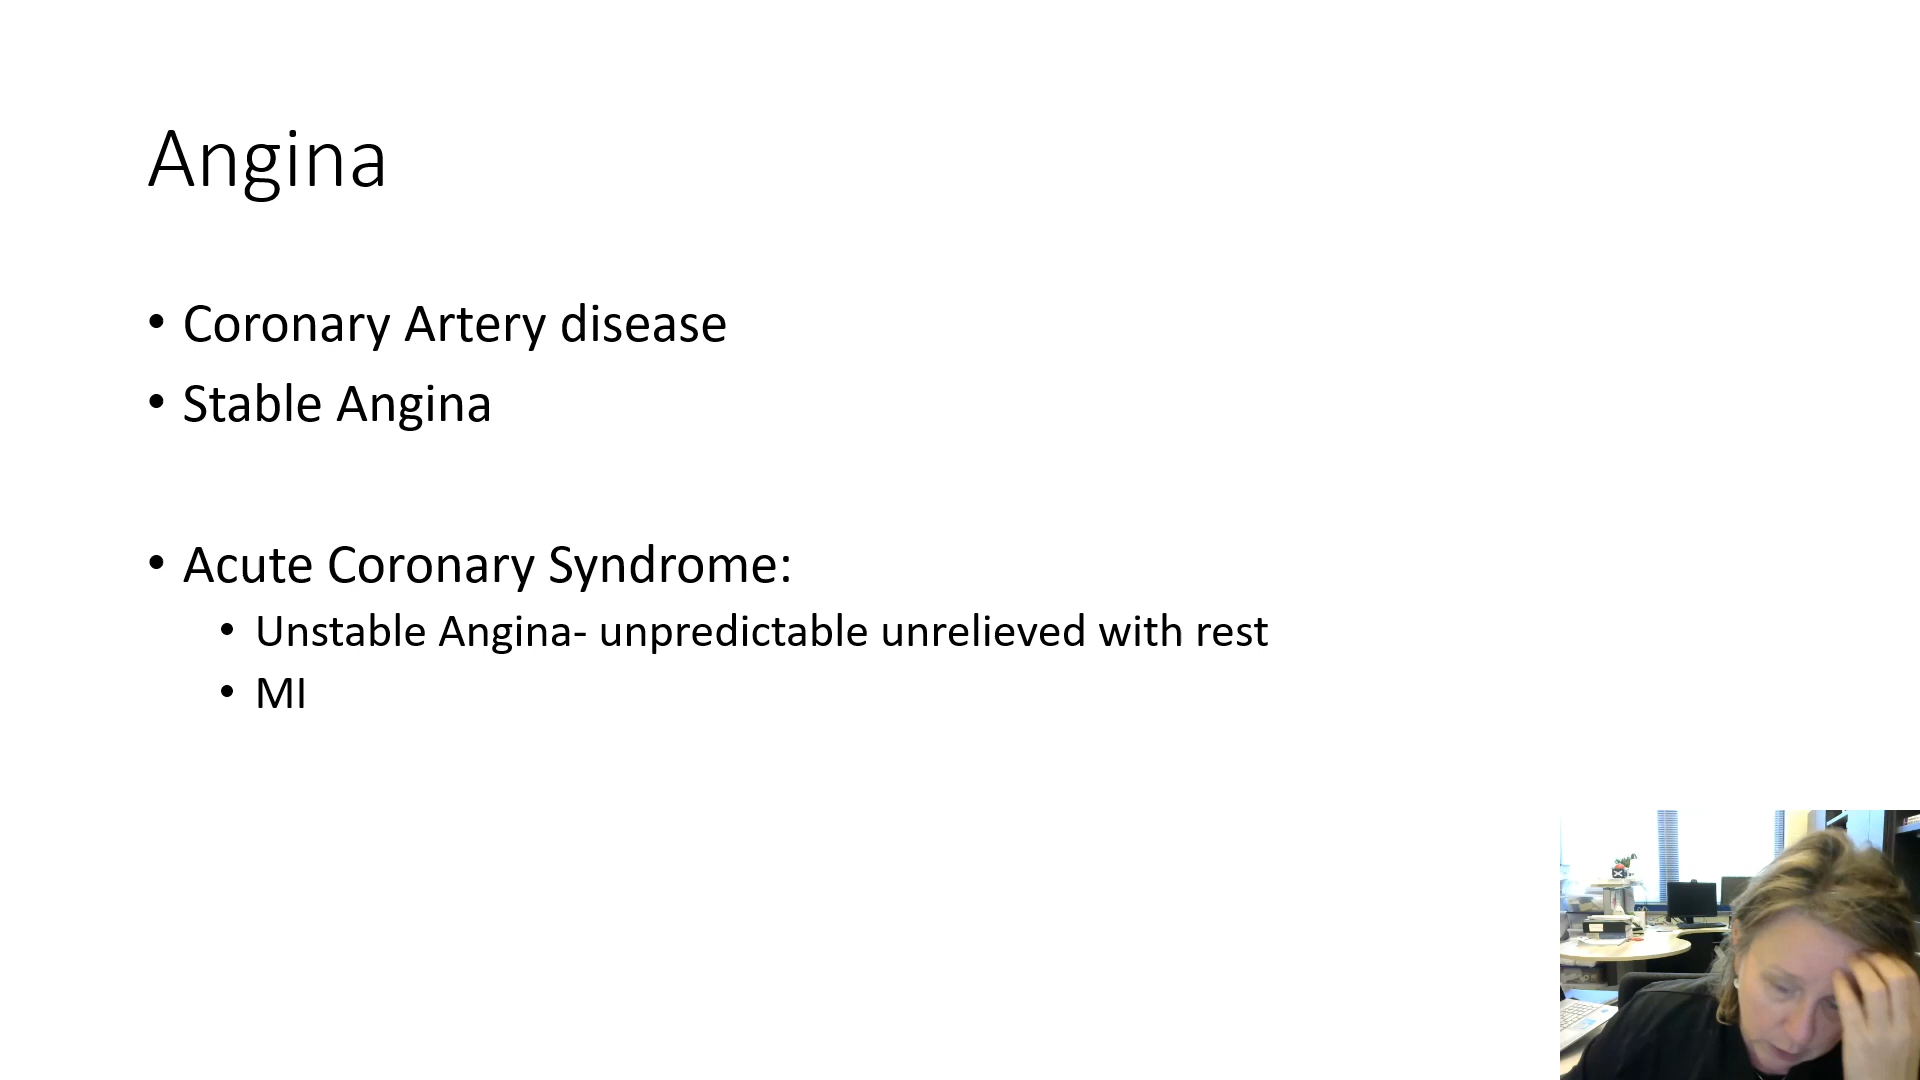 Angina
• Coronary Artery disease
• Stable Angina
• Acute Coronary Syndrome:
• Unstable Angina- unpredictable unrelieved with rest
• MI